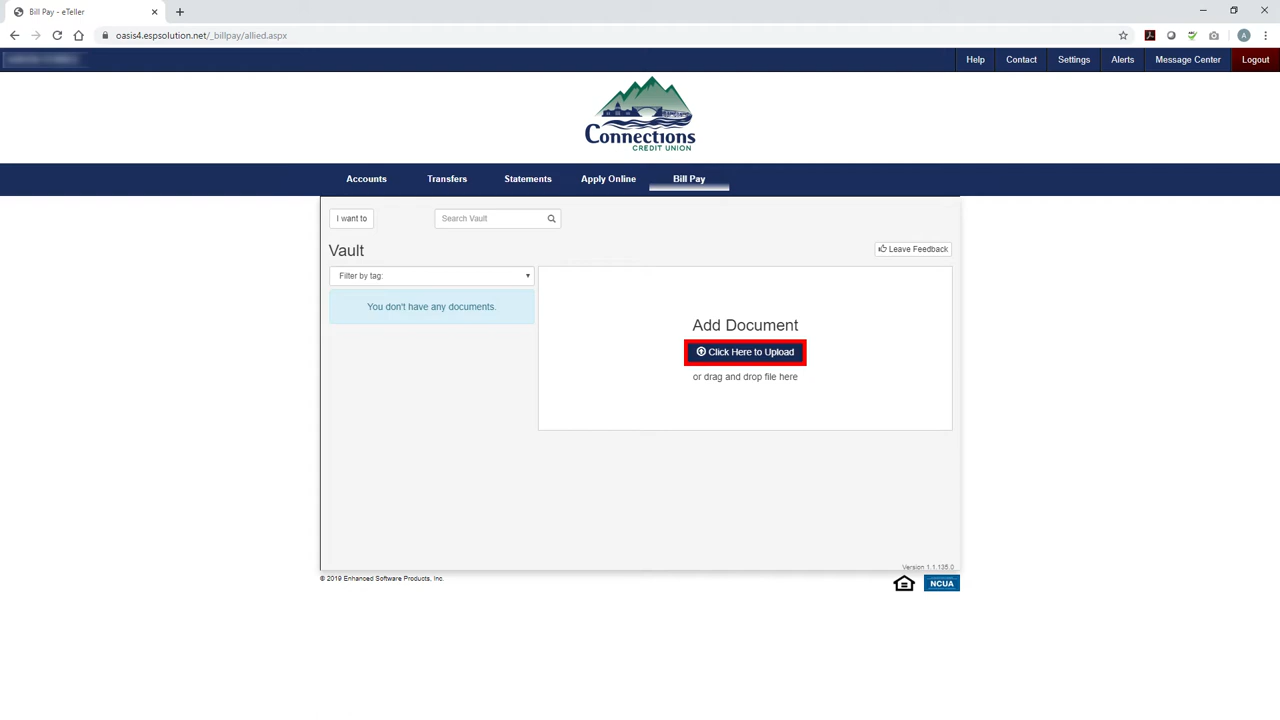 Bill Pay - eTeller
oasis4.espsolution.net/_billpay/allied.aspx
A
Help Contact Settings Alerts Message Center Logout
Connections
CREDIT UNION
Accounts Transfers Statements Apply Online Bill Pay
I want to Search Vault
Vault Leave Feedback
Filter by tag:
You don't have any documents.
Add Document
Click Here to Upload
or drag and drop file here
Version 1.1.135.0
© 2019 Enhanced Software Products, Inc.
NCUA